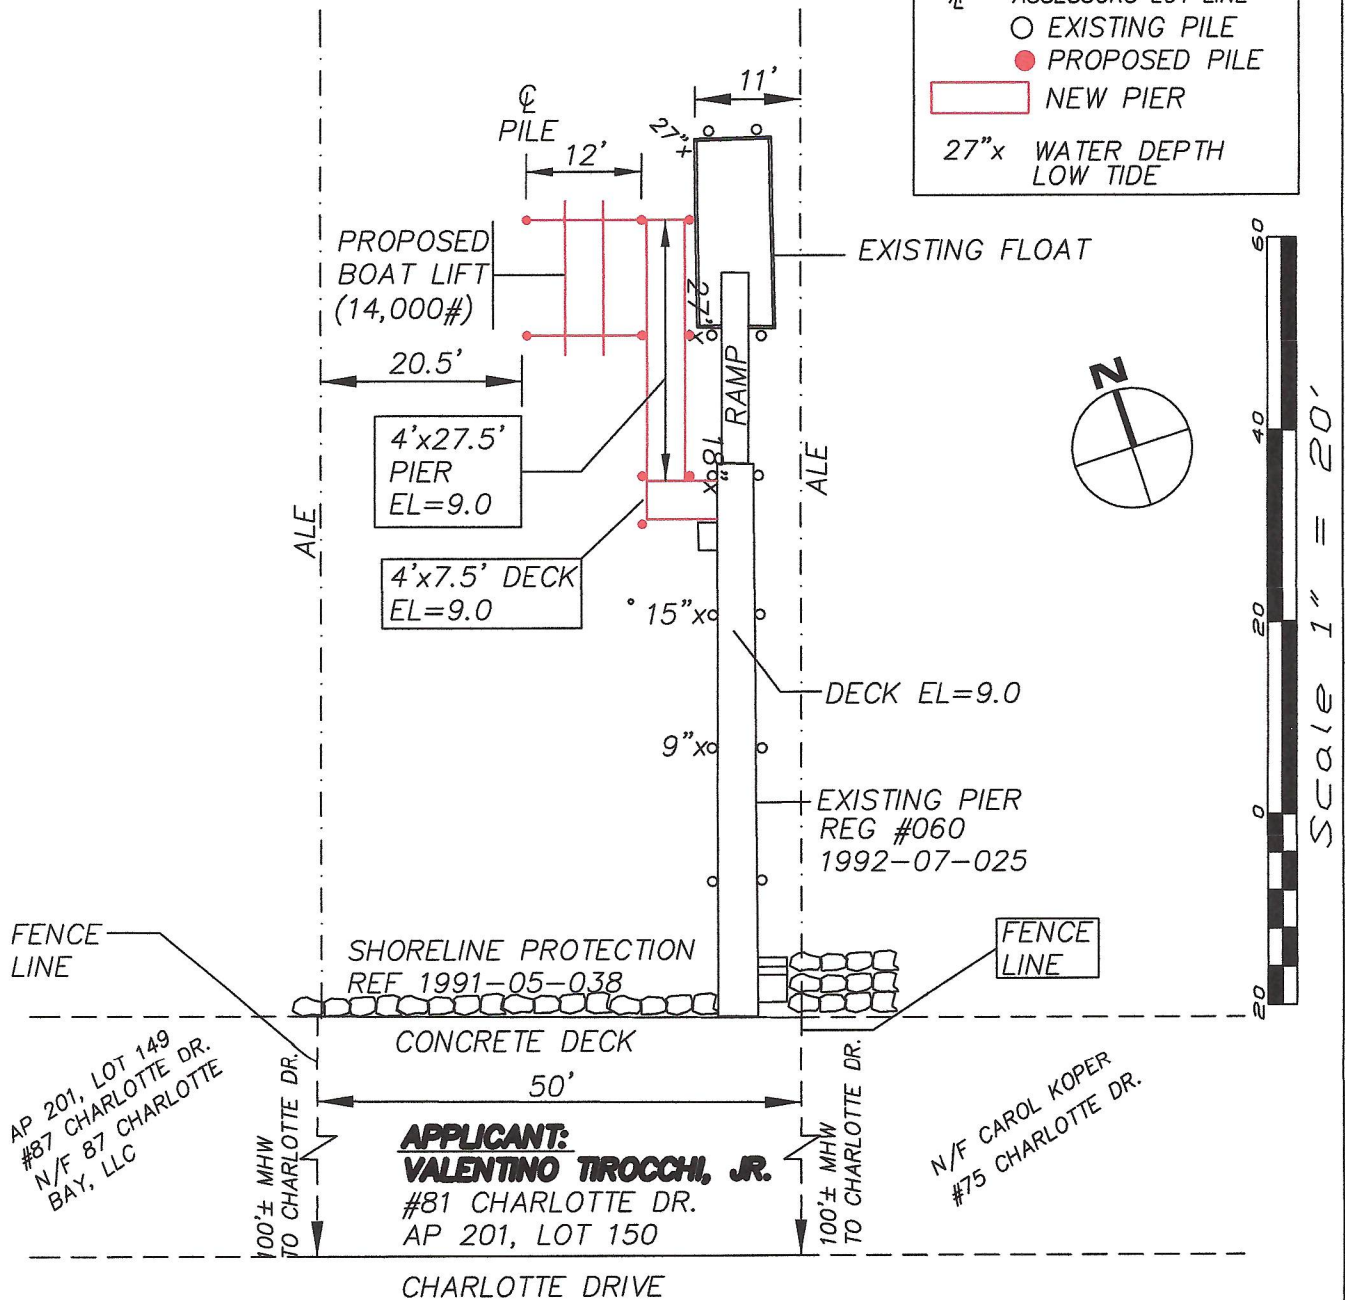 ASSESSORS LOT LINE
EXISTING PILE
PROPOSED PILE
NEW PIER
27"x WATER DEPTH
LOW TIDE
11'
℄
PILE
12'
27"+
PROPOSED
BOAT LIFT
(14,000#)
EXISTING FLOAT
27"x
20.5'
RAMP
N
4'x27.5'
PIER
EL=9.0
18"x
ALE
ALE
4'x7.5' DECK
EL=9.0
15"x
DECK EL=9.0
9"x
EXISTING PIER
REG #060
1992-07-025
60
40
20
0
20
Scale 1" = 20'
FENCE
LINE
SHORELINE PROTECTION
REF 1991-05-038
FENCE
LINE
CONCRETE DECK
50'
AP 201, LOT 149
#87 CHARLOTTE DR.
N/F 87 CHARLOTTE
BAY, LLC
100'± MHW
TO CHARLOTTE DR.
APPLICANT:
VALENTINO TIROCCHI, JR.
#81 CHARLOTTE DR.
AP 201, LOT 150
100'± MHW
TO CHARLOTTE DR.
N/F CAROL KOPER
#75 CHARLOTTE DR.
CHARLOTTE DRIVE